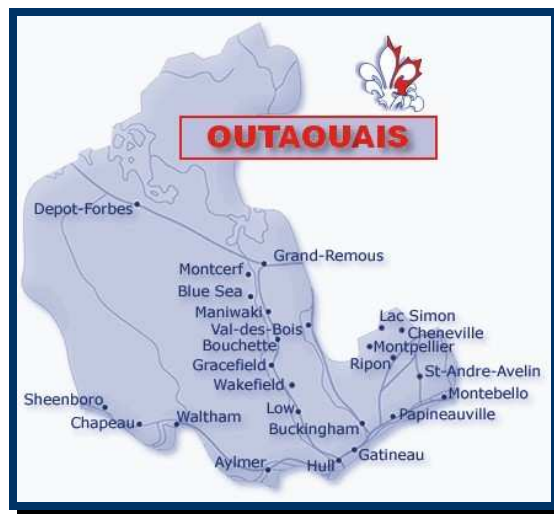 OUTAOUAIS
Depot-Forbes
Grand-Remous
Montcerf
Blue Sea
Maniwaki
Lac Simon
Val-des-Bois
Cheneville
Bouchette
Montpellier
Gracefield
Ripon
St-Andre-Avelin
Wakefield
Montebello
Sheenboro
Low
Papineauville
Chapeau
Waltham
Buckingham
Gatineau
Aylmer
Hull